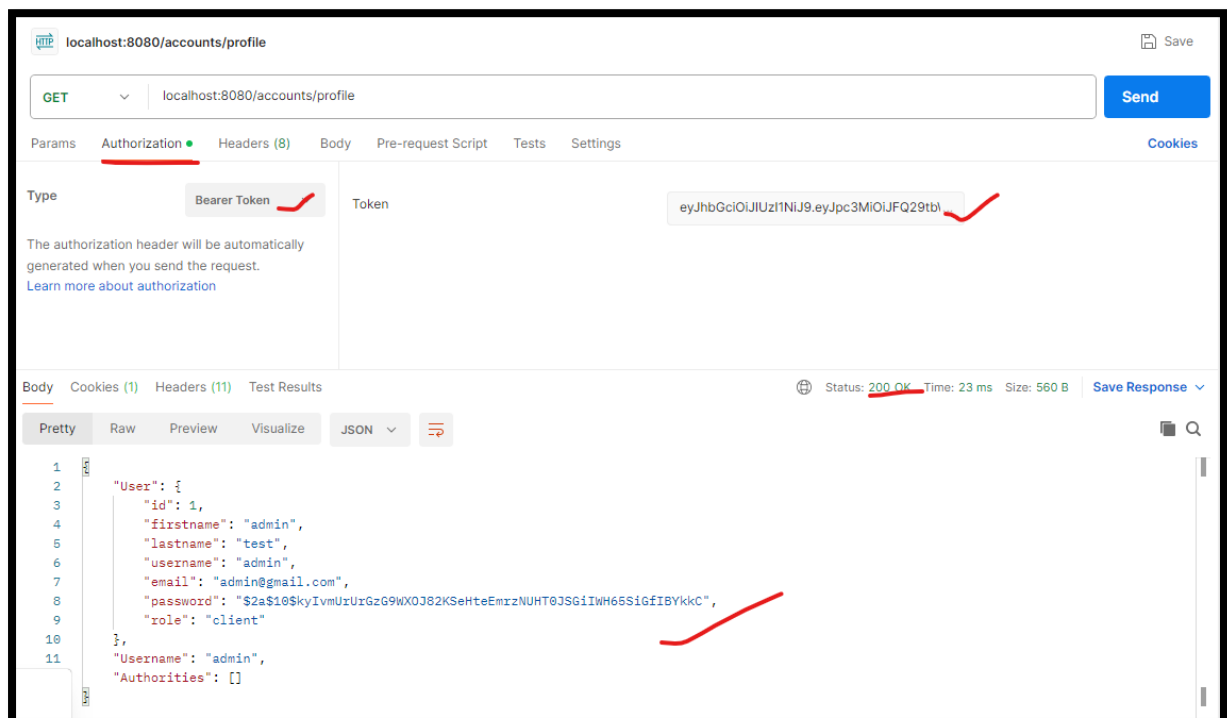 HTTP localhost:8080/accounts/profile Save
GET localhost:8080/accounts/profile Send
Params Authorization Headers (8) Body Pre-request Script Tests Settings Cookies
Type Bearer Token Token eyJhbGciOiJIUzI1NiJ9.eyJpc3MiOiJFQ29tb\ ...
The authorization header will be automatically
generated when you send the request.
Learn more about authorization
Body Cookies (1) Headers (11) Test Results Status: 200 OK Time: 23 ms Size: 560 B Save Response
Pretty Raw Preview Visualize JSON
1 {
2 "User": {
3 "id": 1,
4 "firstname": "admin",
5 "lastname": "test",
6 "username": "admin",
7 "email": "admin@gmail.com",
8 "password": "$2a$10$kyIvmUrUrGzG9WXOJ82KSeHteEmrzNUHT0JSGiIWH65SiGfIBYkkC",
9 "role": "client"
10 },
11 "Username": "admin",
"Authorities": []
}